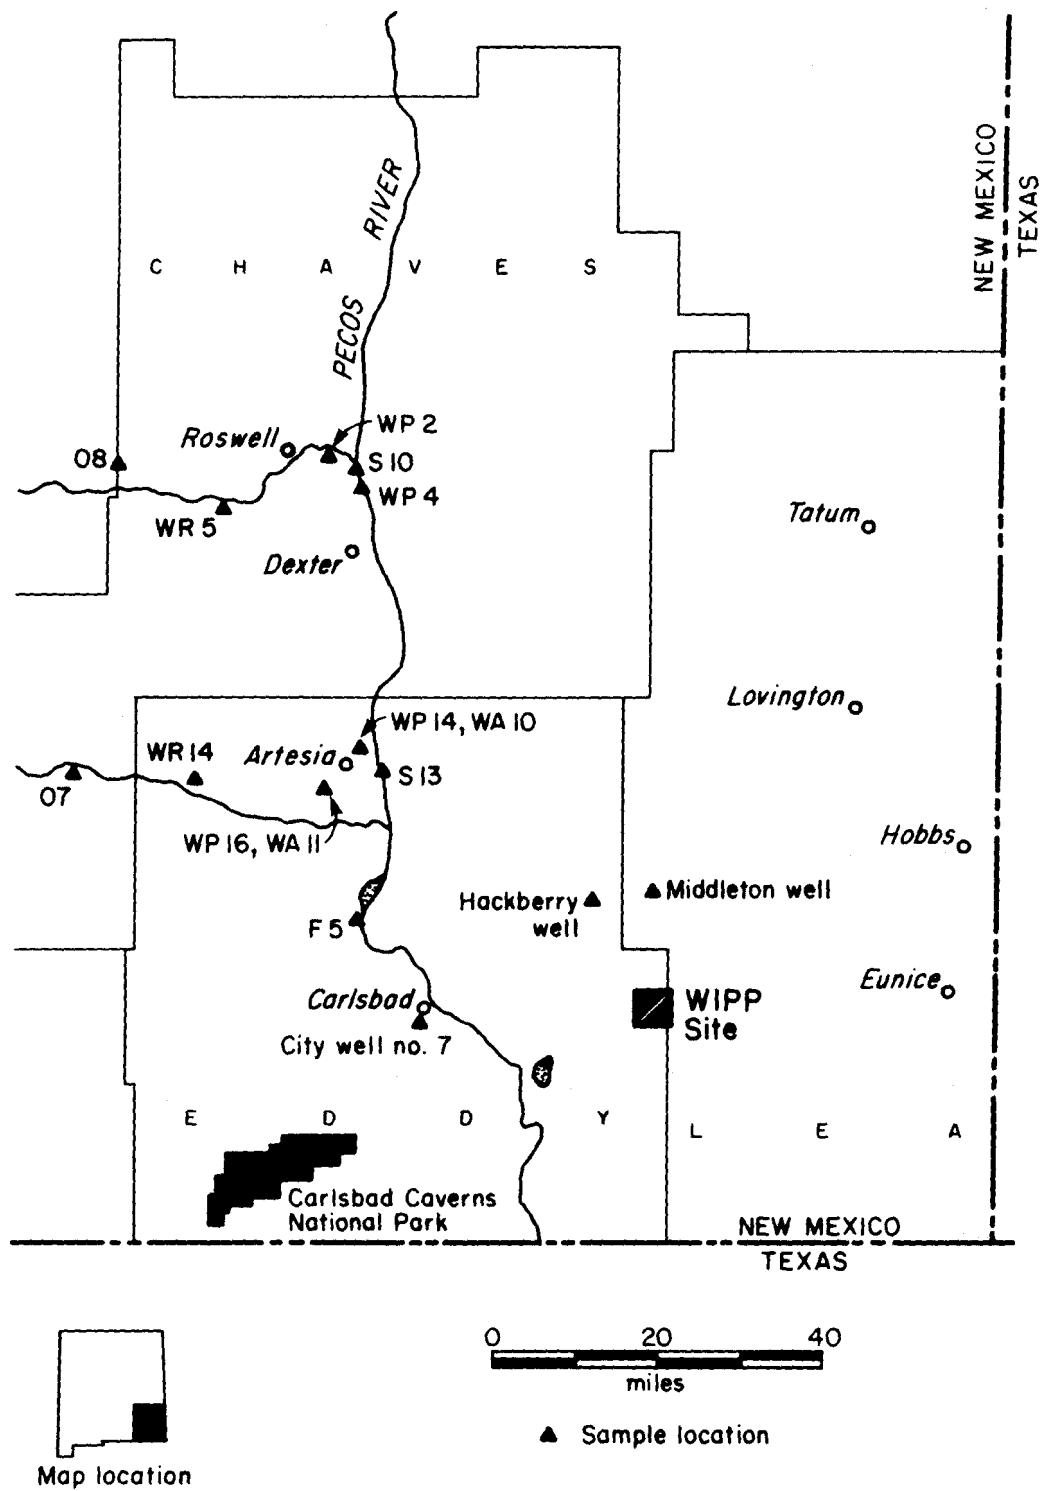 NEW MEXICO
TEXAS
PECOS RIVER
C H A V E S
WP 2
Roswell
O8
S 10
WP 4
WR 5
Tatum
Dexter
Lovington
WP 14, WA 10
WR 14
Artesia
S 13
O7
WP 16, WA 11
Hobbs
Middleton well
Hackberry
well
F 5
Eunice
Carlsbad
WIPP
Site
City well no. 7
E D D Y
L E A
Carlsbad Caverns
National Park
NEW MEXICO
TEXAS
0 20 40
miles
Sample location
Map location